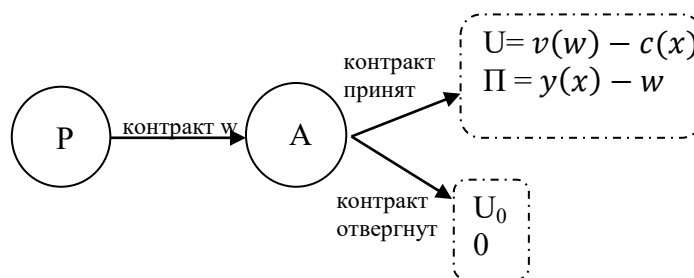 P
контракт w
A
контракт
принят
U= v(w) − c(x)
Π = y(x) − w
контракт
отвергнут
U₀
0